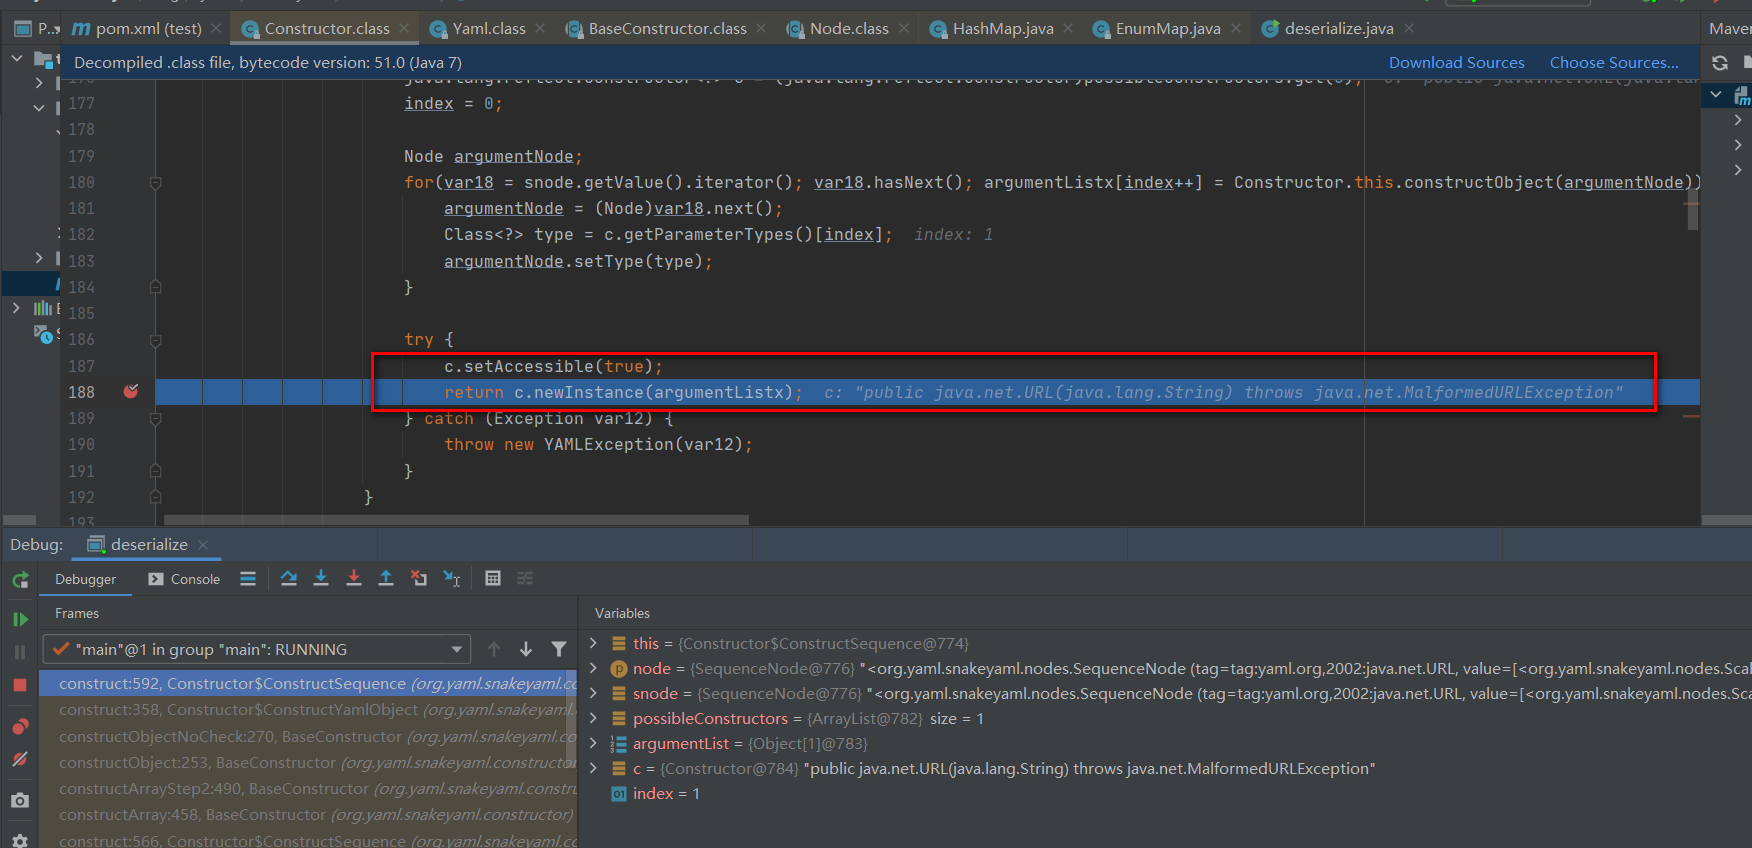 P...
pom.xml (test)
Constructor.class
Yaml.class
BaseConstructor.class
Node.class
HashMap.java
EnumMap.java
deserialize.java
Maven
Decompiled .class file, bytecode version: 51.0 (Java 7)
Download Sources
Choose Sources...
177 index = 0;
178
179 Node argumentNode;
180 for(var18 = snode.getValue().iterator(); var18.hasNext(); argumentListx[index++] = Constructor.this.constructObject(argumentNode))
181 argumentNode = (Node)var18.next();
182 Class<?> type = c.getParameterTypes()[index]; index: 1
183 argumentNode.setType(type);
184 }
185
186 try {
187 c.setAccessible(true);
188 return c.newInstance(argumentListx); c: "public java.net.URL(java.lang.String) throws java.net.MalformedURLException"
189 } catch (Exception var12) {
190 throw new YAMLException(var12);
191 }
192 }
193
Debug: deserialize
Debugger
Console
Frames
Variables
"main"@1 in group "main": RUNNING
construct:592, Constructor$ConstructSequence (org.yaml.snakeyaml.cc
construct:358, Constructor$ConstructYamlObject (org.yaml.snakeyaml.
constructObjectNoCheck:270, BaseConstructor (org.yaml.snakeyaml.co
constructObject:253, BaseConstructor (org.yaml.snakeyaml.constructor
constructArrayStep2:490, BaseConstructor (org.yaml.snakeyaml.constru
constructArray:458, BaseConstructor (org.yaml.snakeyaml.constructor)
construct:566, Constructor$ConstructSequence (org.yaml.snakeyaml.cc
this = {Constructor$ConstructSequence@774}
node = {SequenceNode@776} "<org.yaml.snakeyaml.nodes.SequenceNode (tag=tag:yaml.org,2002:java.net.URL, value=[<org.yaml.snakeyaml.nodes.Scal
snode = {SequenceNode@776} "<org.yaml.snakeyaml.nodes.SequenceNode (tag=tag:yaml.org,2002:java.net.URL, value=[<org.yaml.snakeyaml.nodes.Sca
possibleConstructors = {ArrayList@782} size = 1
argumentList = {Object[1]@783}
c = {Constructor@784} "public java.net.URL(java.lang.String) throws java.net.MalformedURLException"
index = 1